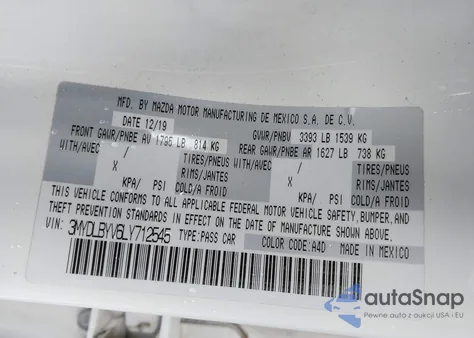 MFD. BY MAZDA MOTOR MANUFACTURING DE MEXICO S.A. DE C.V.
DATE 12/19 GVWR/PNBV 3393 LB 1539 KG
FRONT GAWR/PNBE AV 1795 LB 814 KG REAR GAWR/PNBE AR 1627 LB 738 KG
WITH/AVEC / TIRES/PNEUS WITH/AVEC / TIRES/PNEUS
X RIMS/JANTES X RIMS/JANTES
KPA/ PSI COLD/A FROID KPA/ PSI COLD/A FROID
THIS VEHICLE CONFORMS TO ALL APPLICABLE FEDERAL MOTOR VEHICLE SAFETY, BUMPER, AND
THEFT PREVENTION STANDARDS IN EFFECT ON THE DATE OF MANUFACTURE SHOWN ABOVE.
VIN: 3MVDLBYV6LY712545 TYPE:PASS CAR COLOR CODE:A4D MADE IN MEXICO
autoSnap
Pewne auta z aukcji USA i EU